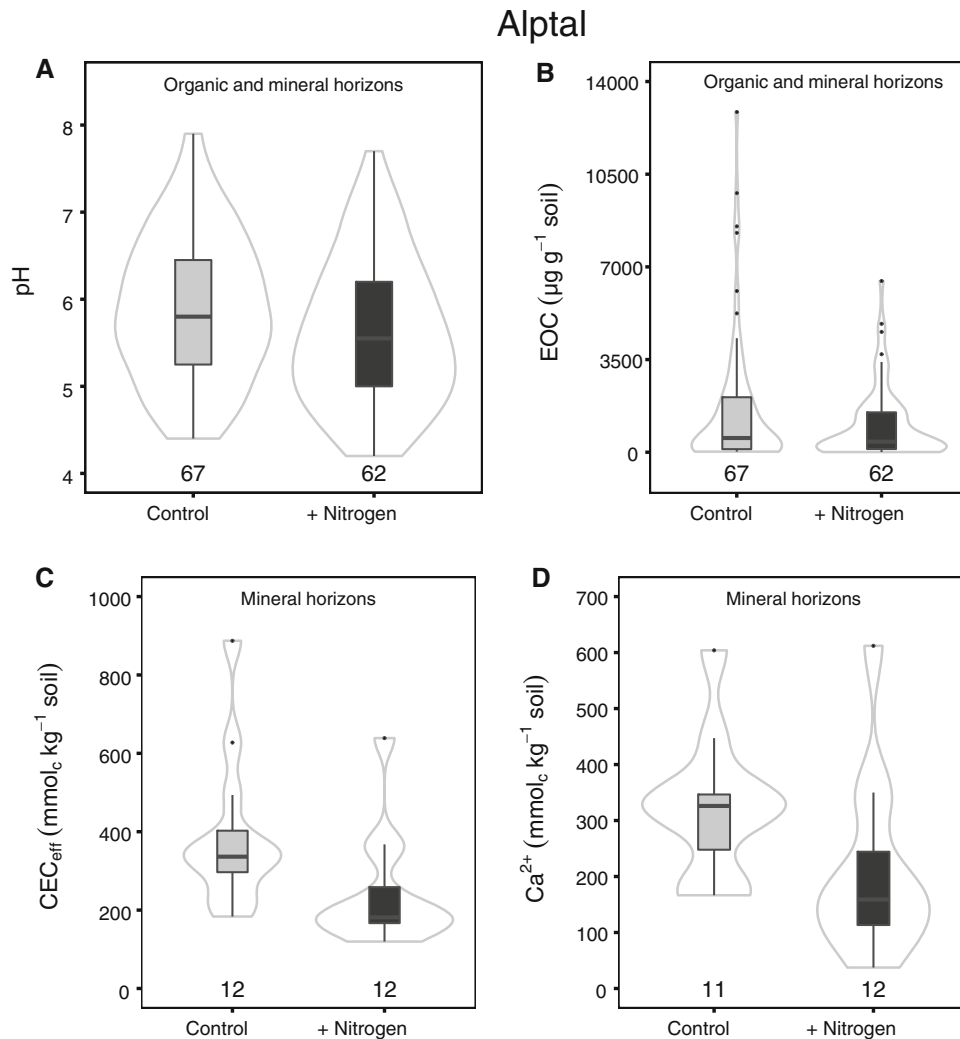 Alptal
A
Organic and mineral horizons
pH
8
7
6
5
4
67
62
Control
+ Nitrogen
B
Organic and mineral horizons
EOC (µg g⁻¹ soil)
14000
10500
7000
3500
0
67
62
Control
+ Nitrogen
C
Mineral horizons
CEC_eff (mmol_c kg⁻¹ soil)
1000
800
600
400
200
0
12
12
Control
+ Nitrogen
D
Mineral horizons
Ca²⁺ (mmol_c kg⁻¹ soil)
700
600
500
400
300
200
100
0
11
12
Control
+ Nitrogen